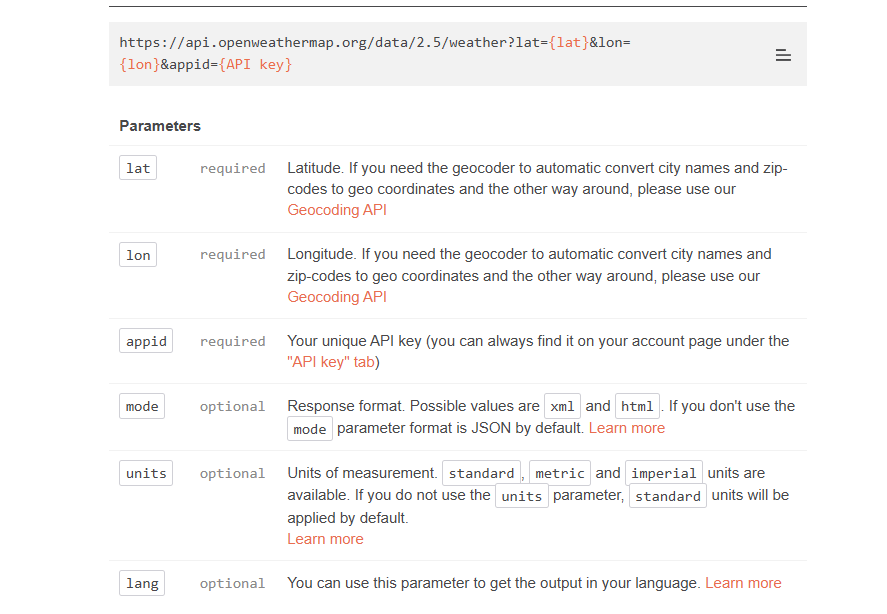 https://api.openweathermap.org/data/2.5/weather?lat={lat}&lon=
{lon}&appid={API key}
Parameters
lat required Latitude. If you need the geocoder to automatic convert city names and zip-
codes to geo coordinates and the other way around, please use our
Geocoding API
lon required Longitude. If you need the geocoder to automatic convert city names and
zip-codes to geo coordinates and the other way around, please use our
Geocoding API
appid required Your unique API key (you can always find it on your account page under the
"API key" tab)
mode optional Response format. Possible values are xml and html. If you don't use the
mode parameter format is JSON by default. Learn more
units optional Units of measurement. standard, metric and imperial units are
available. If you do not use the units parameter, standard units will be
applied by default.
Learn more
lang optional You can use this parameter to get the output in your language. Learn more